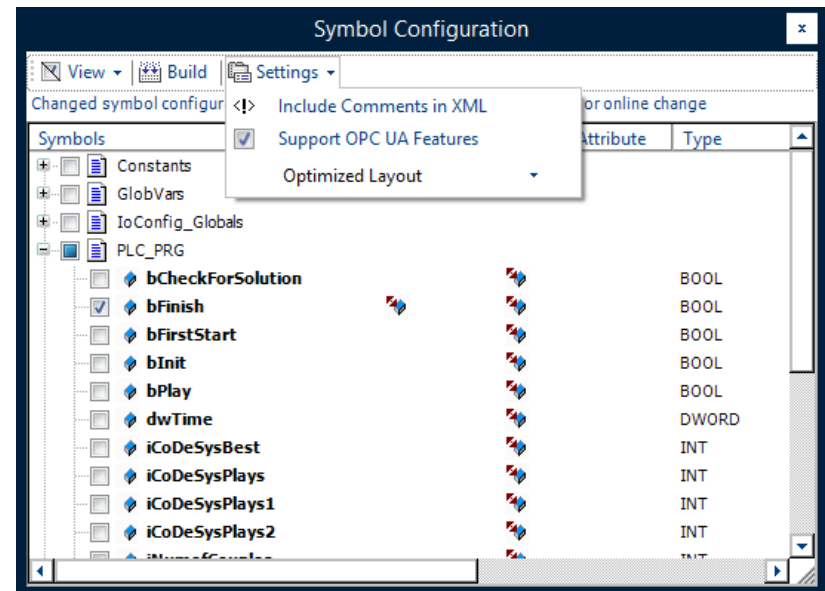 Symbol Configuration
x
View Build Settings
Changed symbol configur or online change
<!> Include Comments in XML
Support OPC UA Features
Optimized Layout
Symbols Attribute Type
Constants
GlobVars
IoConfig_Globals
PLC_PRG
bCheckForSolution BOOL
bFinish BOOL
bFirstStart BOOL
bInit BOOL
bPlay BOOL
dwTime DWORD
iCoDeSysBest INT
iCoDeSysPlays INT
iCoDeSysPlays1 INT
iCoDeSysPlays2 INT